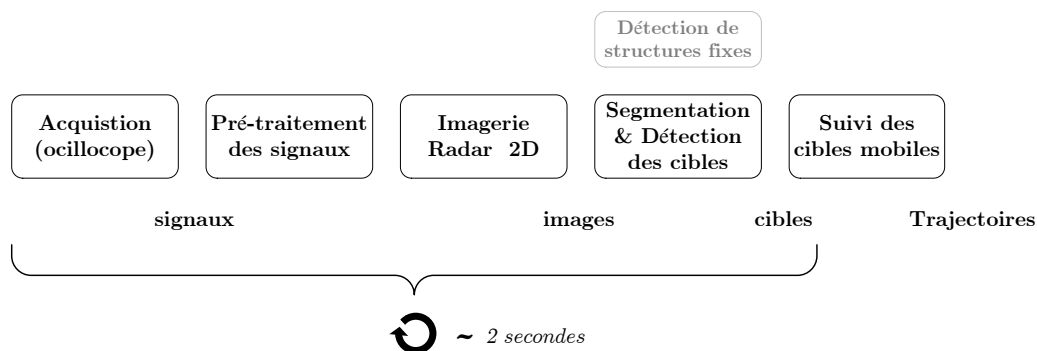 Détection de
structures fixes
Acquistion
(ocillocope)
Pré-traitement
des signaux
Imagerie
Radar 2D
Segmentation
& Détection
des cibles
Suivi des
cibles mobiles
signaux
images
cibles
Trajectoires
~ 2 secondes